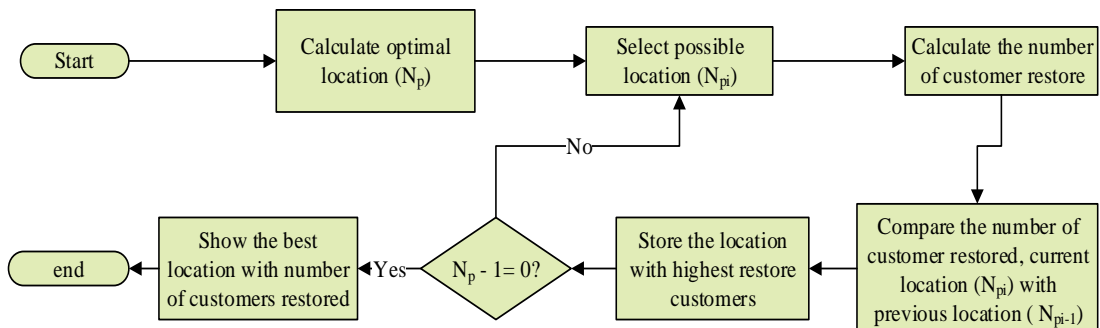 Start
Calculate optimal
location (Np)
Select possible
location (Npi)
Calculate the number
of customer restore
No
Compare the number of
customer restored, current
location (Npi) with
previous location ( Npi-1)
Store the location
with highest restore
customers
Np - 1= 0?
Yes
Show the best
location with number
of customers restored
end